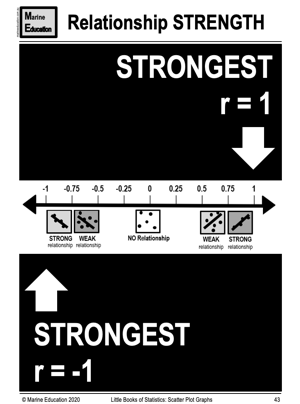 Marine
Education
Relationship STRENGTH
STRONGEST
r = 1
-1 -0.75 -0.5 -0.25 0 0.25 0.5 0.75 1
STRONG WEAK NO Relationship WEAK STRONG
relationship relationship relationship relationship
STRONGEST
r = -1
© Marine Education 2020 Little Books of Statistics: Scatter Plot Graphs 43